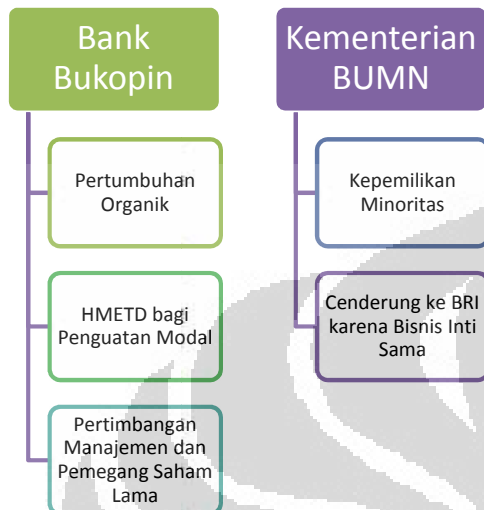 Bank
Bukopin
Pertumbuhan
Organik
HMETD bagi
Penguatan Modal
Pertimbangan
Manajemen dan
Pemegang Saham
Lama
Kementerian
BUMN
Kepemilikan
Minoritas
Cenderung ke BRI
karena Bisnis Inti
Sama